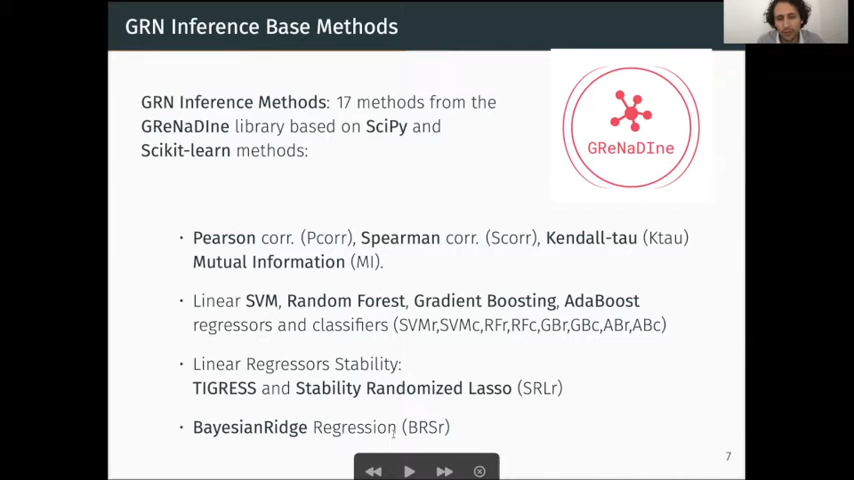 GRN Inference Base Methods
GRN Inference Methods: 17 methods from the
GReNaDIne library based on SciPy and
Scikit-learn methods:
GReNaDIne
· Pearson corr. (Pcorr), Spearman corr. (Scorr), Kendall-tau (Ktau)
Mutual Information (MI).
· Linear SVM, Random Forest, Gradient Boosting, AdaBoost
regressors and classifiers (SVMr,SVMc,RFr,RFc,GBr,GBc,ABr,ABc)
· Linear Regressors Stability:
TIGRESS and Stability Randomized Lasso (SRLr)
· BayesianRidge Regression (BRSr)
7